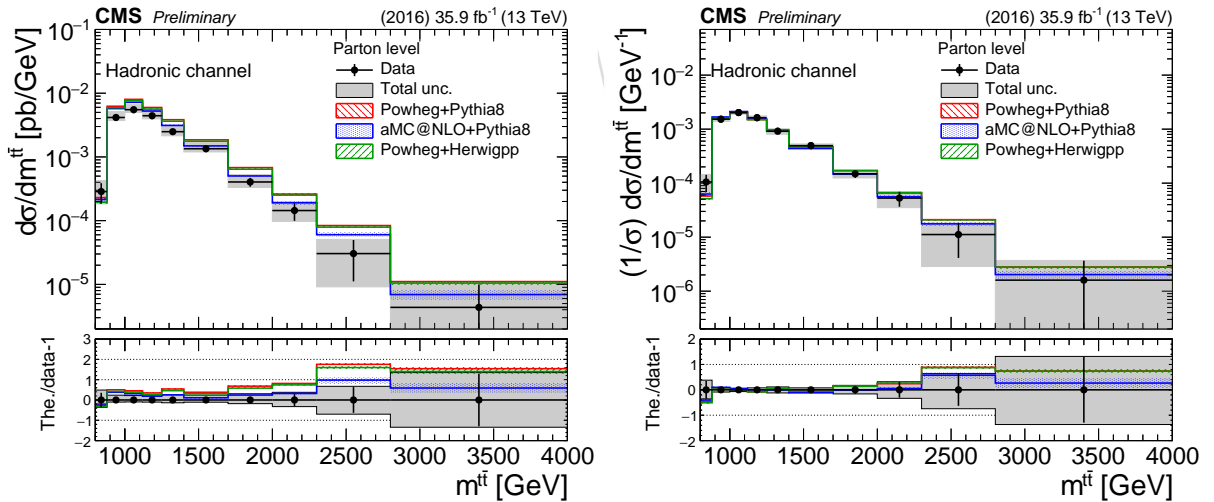 CMS Preliminary (2016) 35.9 fb⁻¹ (13 TeV)
dσ/dm^{tt̄} [pb/GeV]
10⁻¹
10⁻²
10⁻³
10⁻⁴
10⁻⁵
Hadronic channel
Parton level
Data
Total unc.
Powheg+Pythia8
aMC@NLO+Pythia8
Powheg+Herwigpp
The./data-1
3
2
1
0
−1
−2
1000 1500 2000 2500 3000 3500 4000
m^{tt̄} [GeV]
CMS Preliminary (2016) 35.9 fb⁻¹ (13 TeV)
(1/σ) dσ/dm^{tt̄} [GeV⁻¹]
10⁻²
10⁻³
10⁻⁴
10⁻⁵
10⁻⁶
Hadronic channel
Parton level
Data
Total unc.
Powheg+Pythia8
aMC@NLO+Pythia8
Powheg+Herwigpp
The./data-1
2
1
0
−1
−2
1000 1500 2000 2500 3000 3500 4000
m^{tt̄} [GeV]